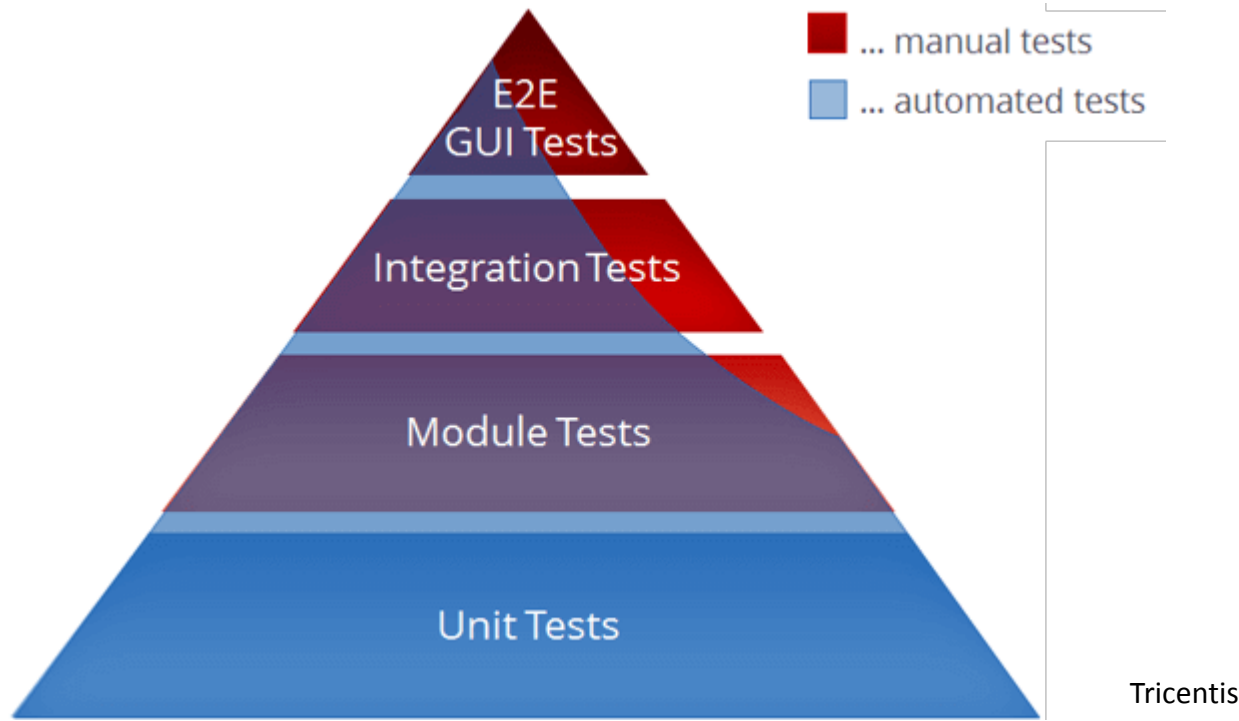 ... manual tests
... automated tests
E2E
GUI Tests
Integration Tests
Module Tests
Unit Tests
Tricentis